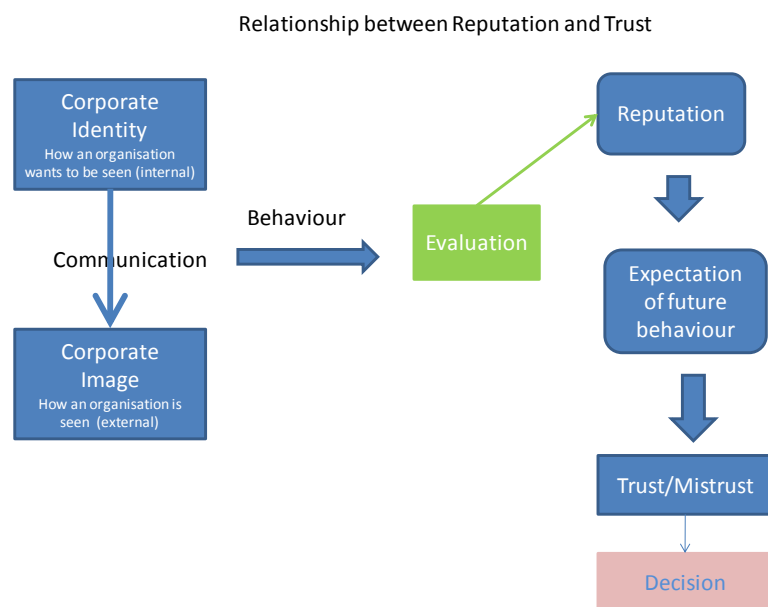 Relationship between Reputation and Trust
Corporate
Identity
How an organisation
wants to be seen (internal)
Communication
Corporate
Image
How an organisation is
seen (external)
Behaviour
Evaluation
Reputation
Expectation
of future
behaviour
Trust/Mistrust
Decision